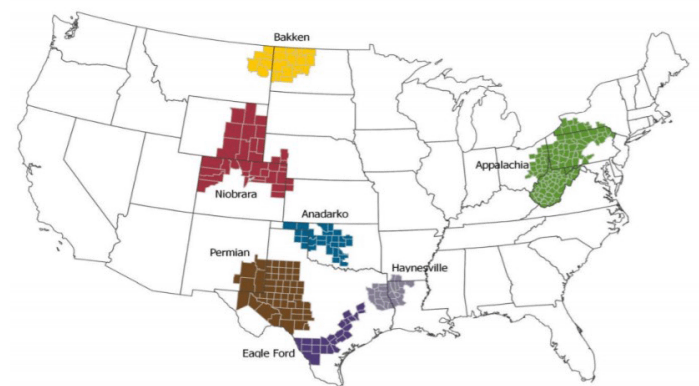 Bakken
Appalachia
Niobrara
Anadarko
Permian
Haynesville
Eagle Ford